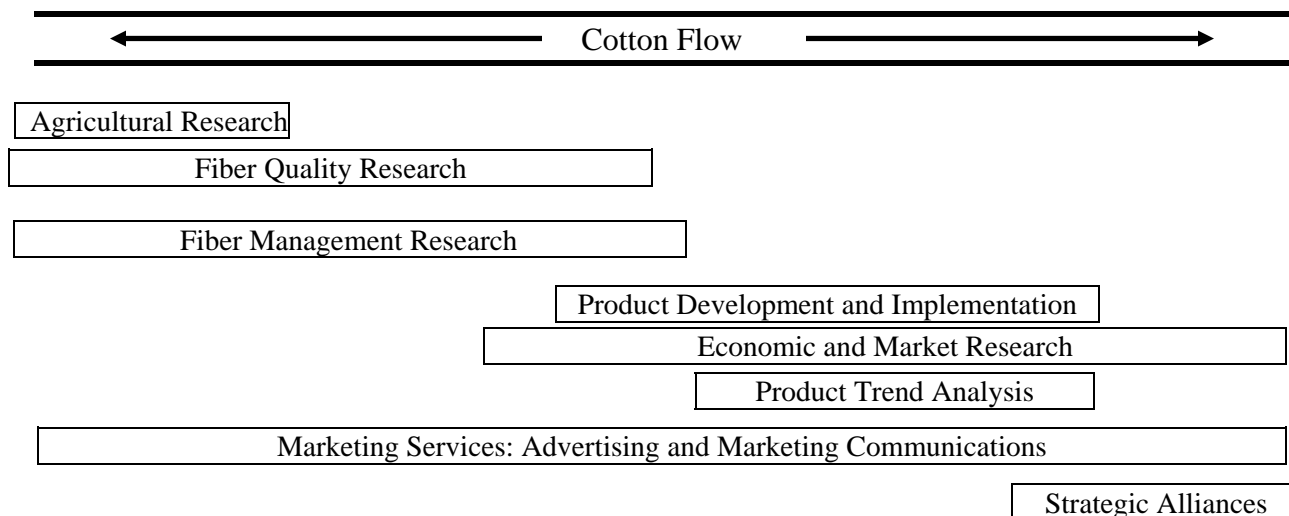 Cotton Flow
Agricultural Research
Fiber Quality Research
Fiber Management Research
Product Development and Implementation
Economic and Market Research
Product Trend Analysis
Marketing Services: Advertising and Marketing Communications
Strategic Alliances